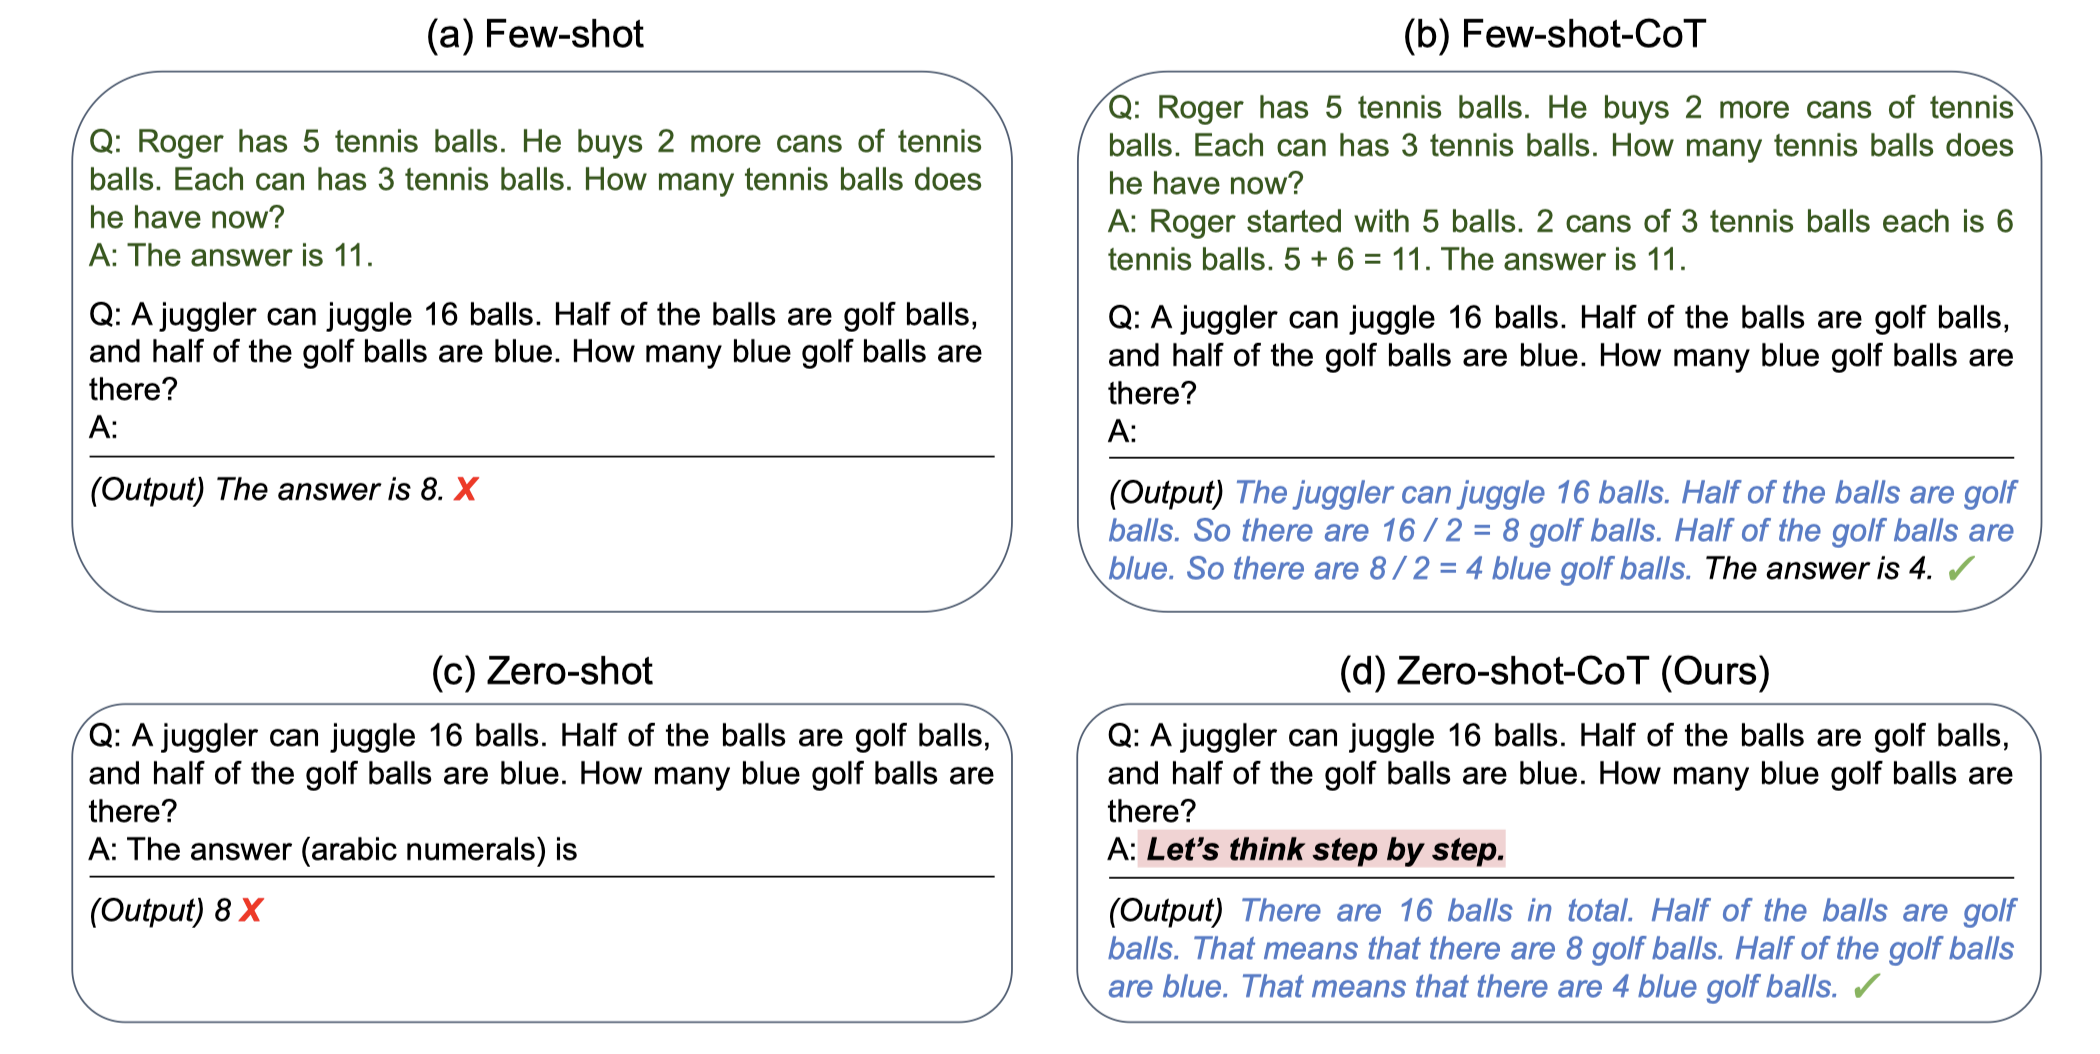 (a) Few-shot
Q: Roger has 5 tennis balls. He buys 2 more cans of tennis
balls. Each can has 3 tennis balls. How many tennis balls does
he have now?
A: The answer is 11.
Q: A juggler can juggle 16 balls. Half of the balls are golf balls,
and half of the golf balls are blue. How many blue golf balls are
there?
A:
(Output) The answer is 8. ✗
(b) Few-shot-CoT
Q: Roger has 5 tennis balls. He buys 2 more cans of tennis
balls. Each can has 3 tennis balls. How many tennis balls does
he have now?
A: Roger started with 5 balls. 2 cans of 3 tennis balls each is 6
tennis balls. 5 + 6 = 11. The answer is 11.
Q: A juggler can juggle 16 balls. Half of the balls are golf balls,
and half of the golf balls are blue. How many blue golf balls are
there?
A:
(Output) The juggler can juggle 16 balls. Half of the balls are golf
balls. So there are 16 / 2 = 8 golf balls. Half of the golf balls are
blue. So there are 8 / 2 = 4 blue golf balls. The answer is 4. ✓
(c) Zero-shot
Q: A juggler can juggle 16 balls. Half of the balls are golf balls,
and half of the golf balls are blue. How many blue golf balls are
there?
A: The answer (arabic numerals) is
(Output) 8 ✗
(d) Zero-shot-CoT (Ours)
Q: A juggler can juggle 16 balls. Half of the balls are golf balls,
and half of the golf balls are blue. How many blue golf balls are
there?
A: Let's think step by step.
(Output) There are 16 balls in total. Half of the balls are golf
balls. That means that there are 8 golf balls. Half of the golf balls
are blue. That means that there are 4 blue golf balls. ✓